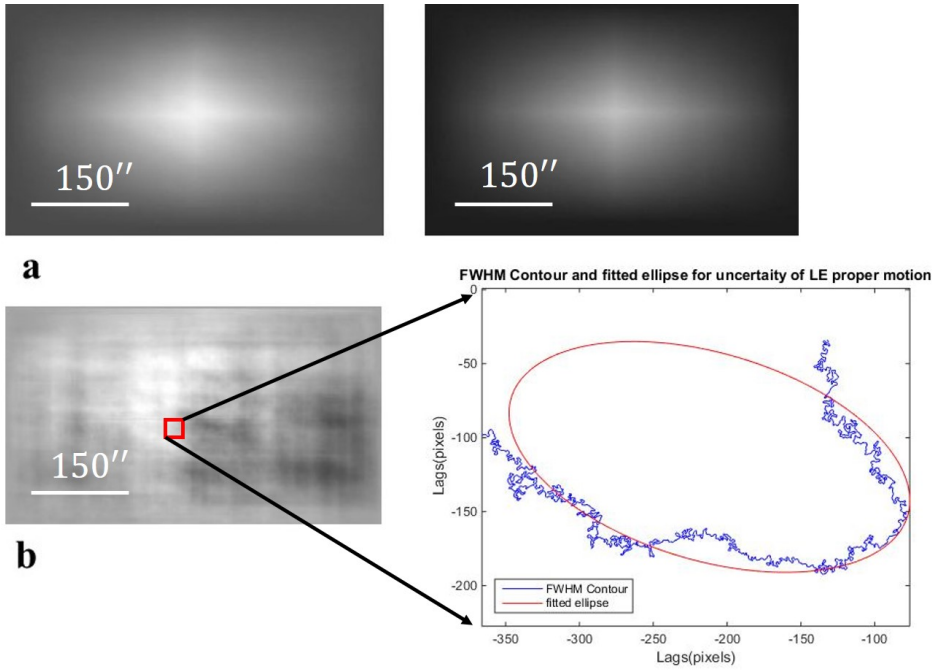 150′′
150′′
a
FWHM Contour and fitted ellipse for uncertaity of LE proper motion
0
-50
-100
-150
-200
Lags(pixels)
150′′
b
FWHM Contour
fitted ellipse
-350
-300
-250
-200
-150
-100
Lags(pixels)